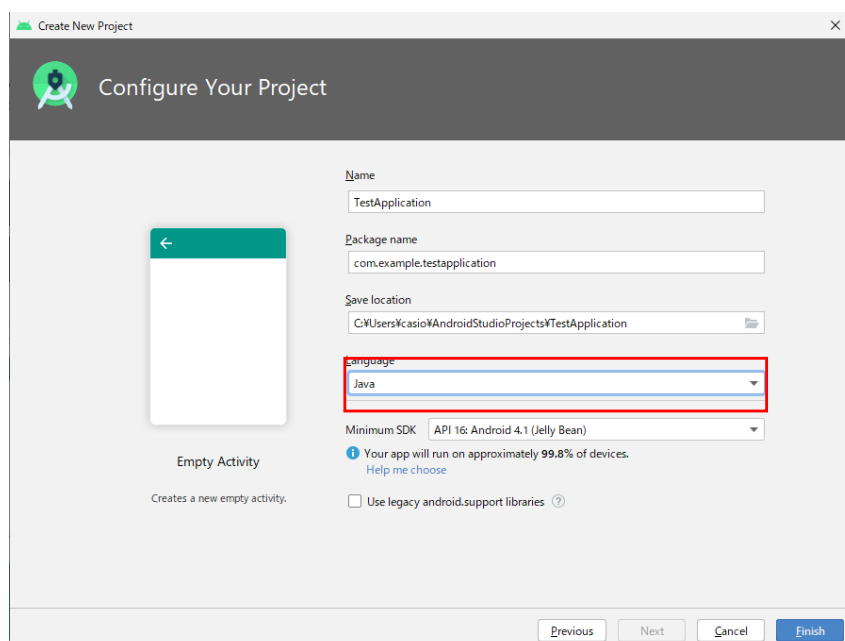 Create New Project
Configure Your Project
Name
TestApplication
Package name
com.example.testapplication
Save location
C:¥Users¥casio¥AndroidStudioProjects¥TestApplication
Language
Java
Minimum SDK API 16: Android 4.1 (Jelly Bean)
Your app will run on approximately 99.8% of devices.
Help me choose
Use legacy android.support libraries ?
Empty Activity
Creates a new empty activity.
Previous Next Cancel Finish